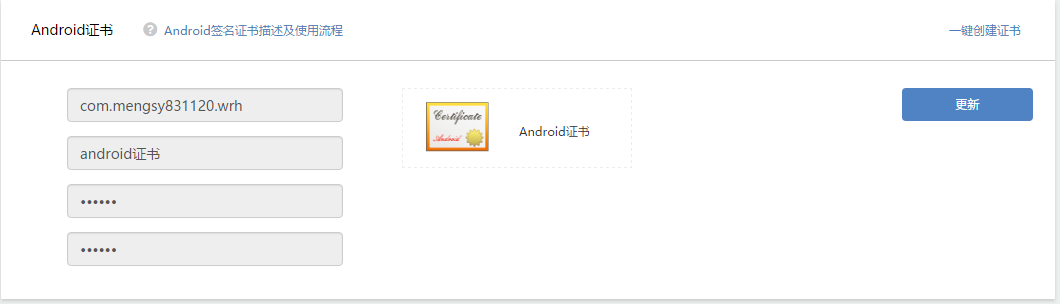 Android证书
Android签名证书描述及使用流程
一键创建证书
com.mengsy831120.wrh
android证书
••••••
••••••
Certificate
Android
Android证书
更新